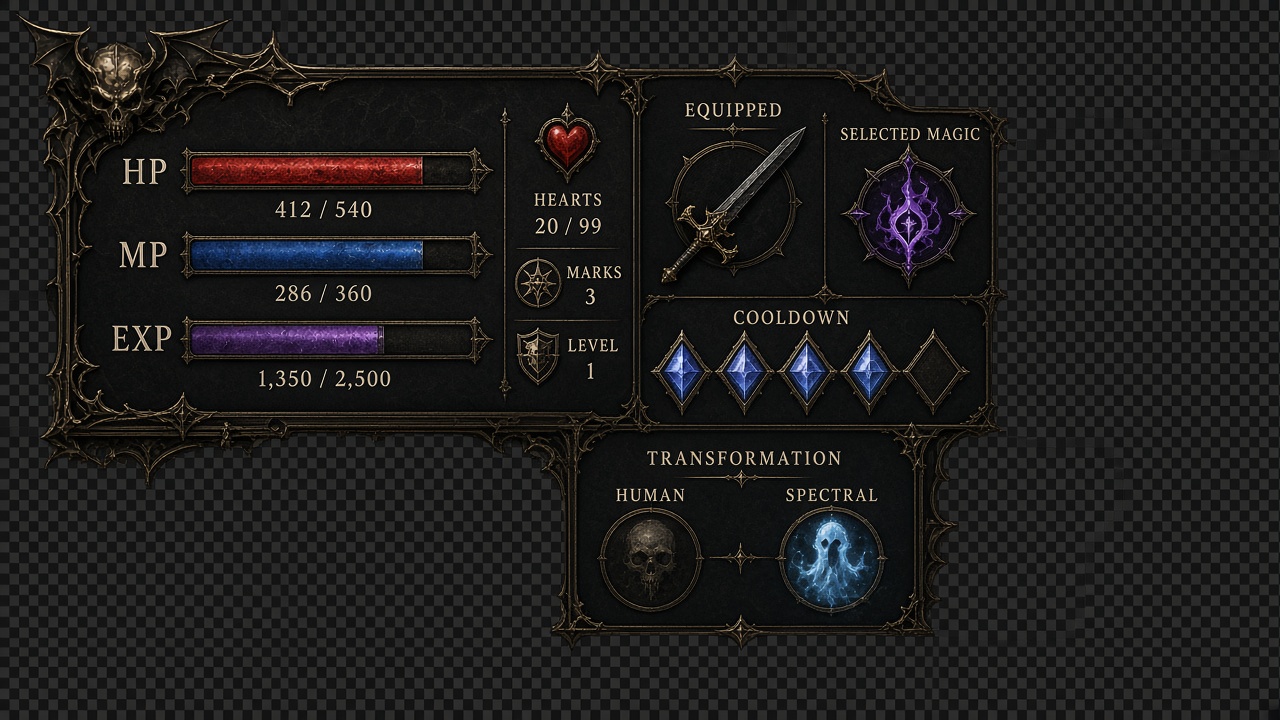 HP
412 / 540
MP
286 / 360
EXP
1,350 / 2,500
HEARTS
20 / 99
MARKS
3
LEVEL
1
EQUIPPED
SELECTED MAGIC
COOLDOWN
TRANSFORMATION
HUMAN
SPECTRAL